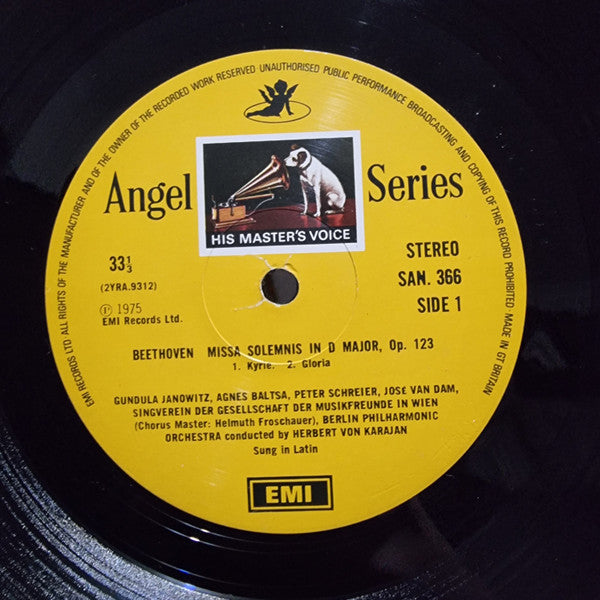 EMI RECORDS LTD ALL RIGHTS OF THE MANUFACTURER AND OF THE OWNER OF THE RECORDED WORK RESERVED UNAUTHORISED PUBLIC PERFORMANCE BROADCASTING AND COPYING OF THIS RECORD PROHIBITED MADE IN GT BRITAIN
Angel Series
HIS MASTER'S VOICE
33⅓
STEREO
(2YRA.9312)
SAN. 366
Ⓟ 1975
SIDE 1
EMI Records Ltd.
BEETHOVEN MISSA SOLEMNIS IN D MAJOR, Op. 123
1. Kyrie. 2. Gloria
GUNDULA JANOWITZ, AGNES BALTSA, PETER SCHREIER, JOSE VAN DAM,
SINGVEREIN DER GESELLSCHAFT DER MUSIKFREUNDE IN WIEN
(Chorus Master: Helmuth Froschauer), BERLIN PHILHARMONIC
ORCHESTRA conducted by HERBERT VON KARAJAN
Sung in Latin
EMI